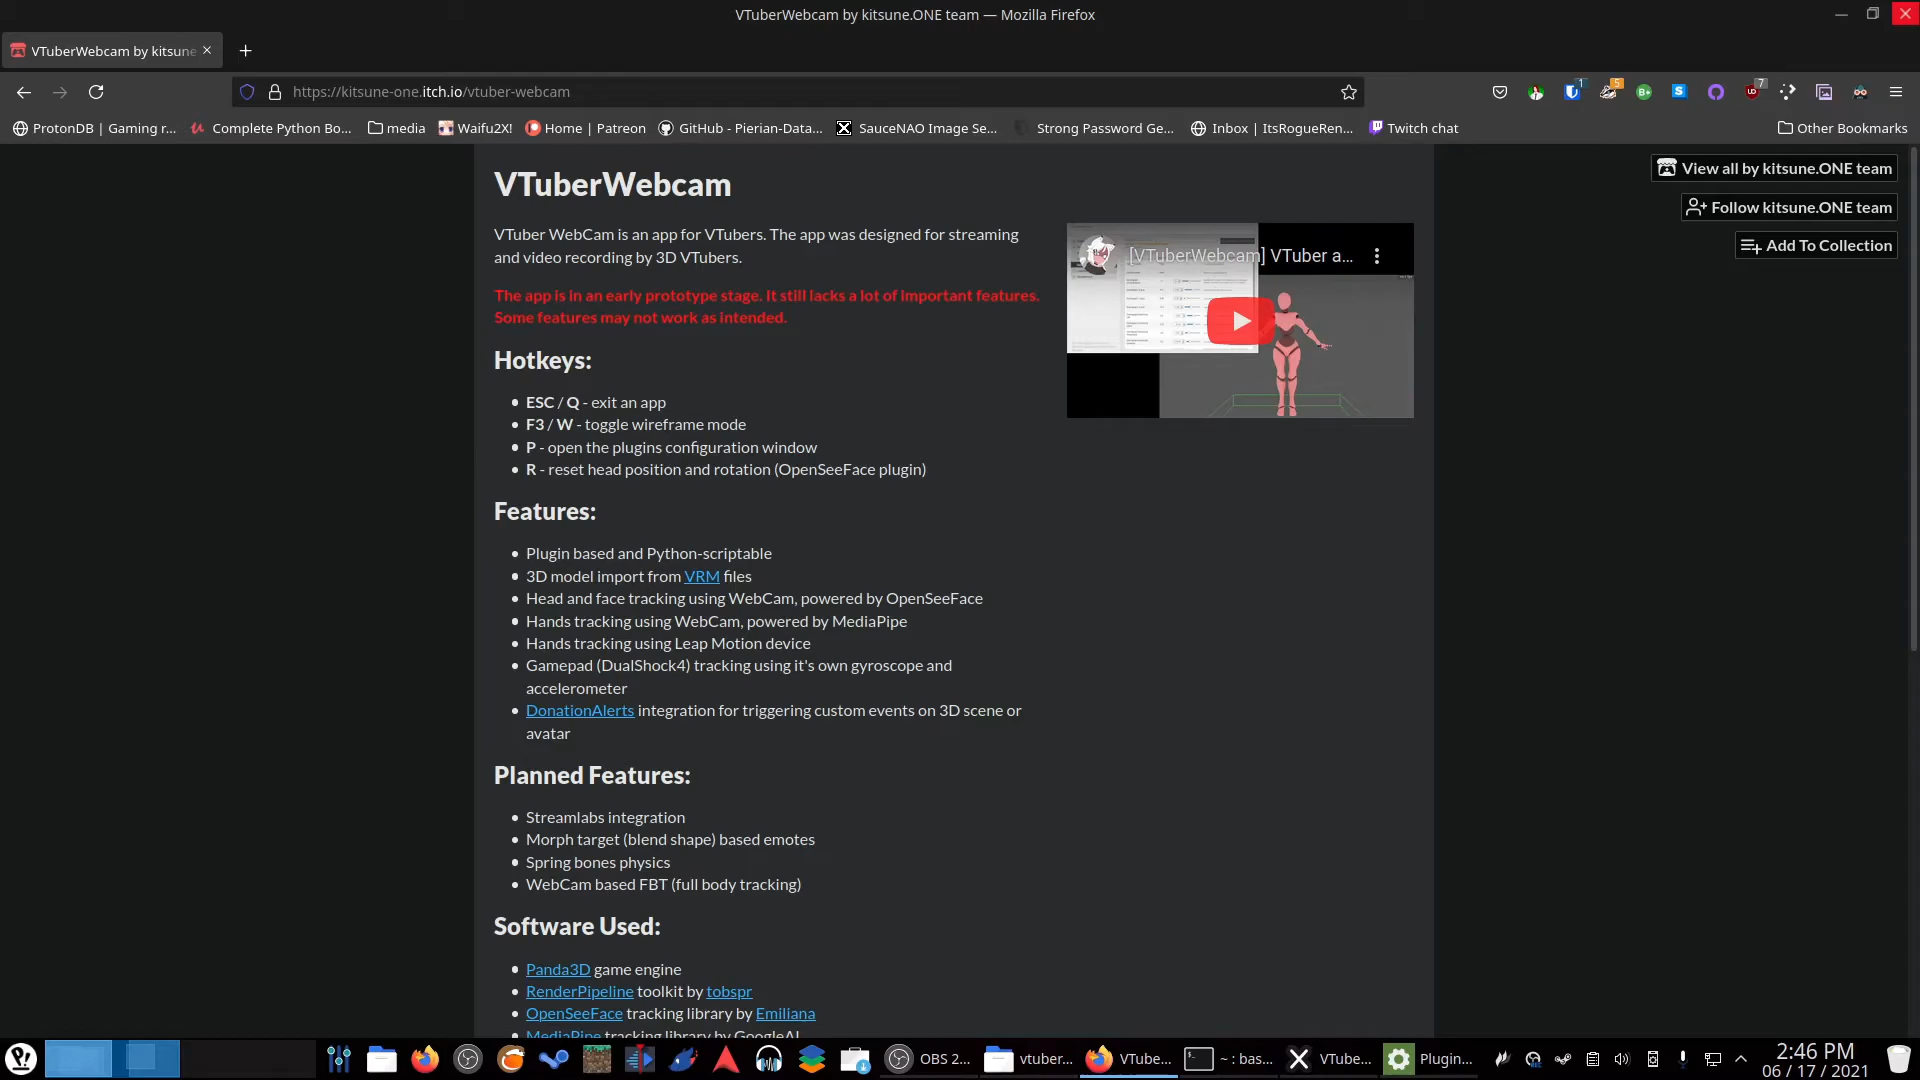 VTuberWebcam by kitsune.ONE team — Mozilla Firefox
VTuberWebcam by kitsune
https://kitsune-one.itch.io/vtuber-webcam
1
5
7
ProtonDB | Gaming r...
Complete Python Bo...
media
Waifu2X!
Home | Patreon
GitHub - Pierian-Data...
SauceNAO Image Se...
Strong Password Ge...
Inbox | ItsRogueRen...
Twitch chat
Other Bookmarks
View all by kitsune.ONE team
Follow kitsune.ONE team
Add To Collection
VTuberWebcam
VTuber WebCam is an app for VTubers. The app was designed for streaming
and video recording by 3D VTubers.
The app is in an early prototype stage. It still lacks a lot of important features.
Some features may not work as intended.
[VTuberWebcam] VTuber a...
Hotkeys:
ESC / Q - exit an app
F3 / W - toggle wireframe mode
P - open the plugins configuration window
R - reset head position and rotation (OpenSeeFace plugin)
Features:
Plugin based and Python-scriptable
3D model import from VRM files
Head and face tracking using WebCam, powered by OpenSeeFace
Hands tracking using WebCam, powered by MediaPipe
Hands tracking using Leap Motion device
Gamepad (DualShock4) tracking using it's own gyroscope and
accelerometer
DonationAlerts integration for triggering custom events on 3D scene or
avatar
Planned Features:
Streamlabs integration
Morph target (blend shape) based emotes
Spring bones physics
WebCam based FBT (full body tracking)
Software Used:
Panda3D game engine
RenderPipeline toolkit by tobspr
OpenSeeFace tracking library by Emiliana
MediaPipe tracking library by GoogleAI
OBS 2...
vtuber...
VTube...
~ : bas...
VTube...
Plugin...
2:46 PM
06 / 17 / 2021